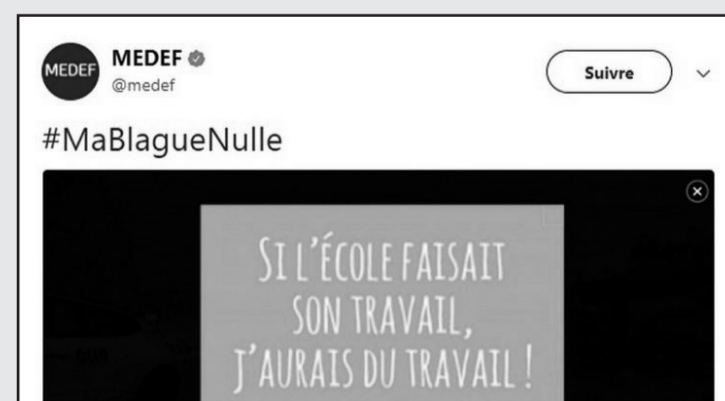 MEDEF
MEDEF
@medef
Suivre
#MaBlagueNulle
SI L'ÉCOLE FAISAIT
SON TRAVAIL,
J'AURAIS DU TRAVAIL !